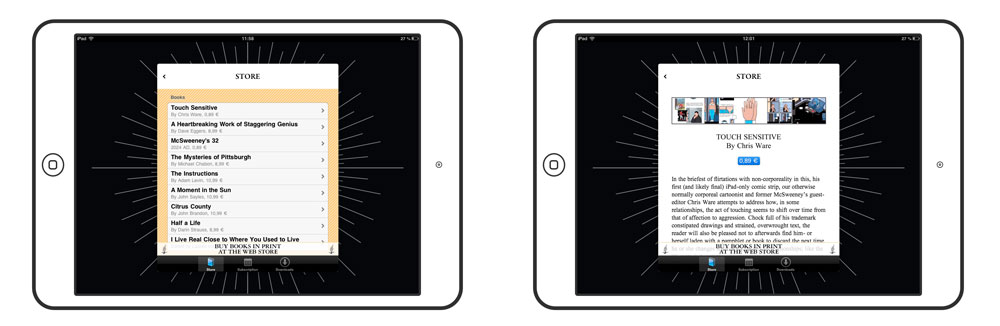 iPad
11:58
27 %
STORE
Books
Touch Sensitive
By Chris Ware, 0,89 €
A Heartbreaking Work of Staggering Genius
By Dave Eggers, 8,99 €
McSweeney's 32
2024 AD, 0,89 €
The Mysteries of Pittsburgh
By Michael Chabon, 8,99 €
The Instructions
By Adam Levin, 10,99 €
A Moment in the Sun
By John Sayles, 10,99 €
Citrus County
By John Brandon, 10,99 €
Half a Life
By Darin Strauss, 8,99 €
I Live Real Close to Where You Used to Live
BUY BOOKS IN PRINT
AT THE WEB STORE
Store
Subscription
Downloads
iPad
12:01
27 %
STORE
TOUCH SENSITIVE
By Chris Ware
0,89 €
In the briefest of flirtations with non-corporeality in this, his
first (and likely final) iPad-only comic strip, our otherwise
normally corporeal cartoonist and former McSweeney's guest-
editor Chris Ware attempts to address how, in some
relationships, the act of touching seems to shift over time from
that of affection to aggression. Chock full of his trademark
constipated drawings and strained, overwrought text, the
reader will also be pleased not to afterwards find him- or
herself laden with a pamphlet or book to discard the next time
BUY BOOKS IN PRINT
AT THE WEB STORE
Store
Subscription
Downloads